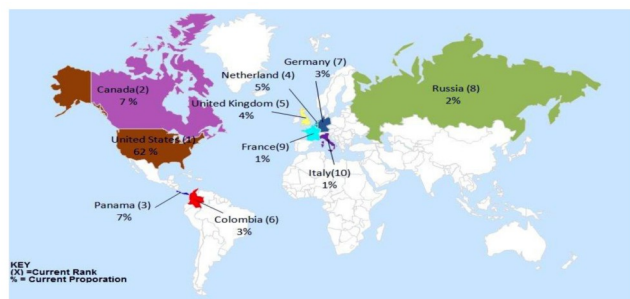 Germany (7)
3%
Canada(2)
7 %
Netherland (4)
5%
Russia (8)
2%
United Kingdom (5)
4%
United States (1)
62 %
France(9)
1%
Italy(10)
1%
Panama (3)
7%
Colombia (6)
3%
KEY
(X) =Current Rank
% = Current Proporation